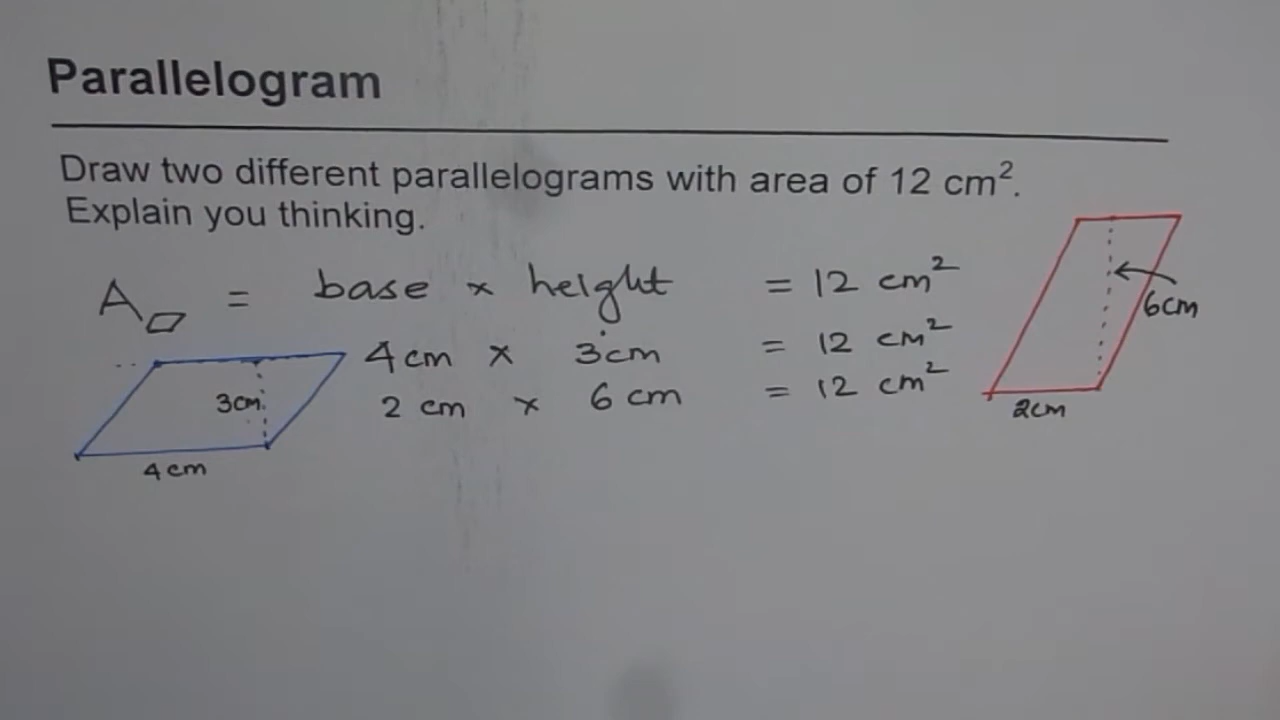 Parallelogram
Draw two different parallelograms with area of 12 cm².
Explain you thinking.
A▱ = base × height = 12 cm²
4cm × 3cm = 12 cm²
2 cm × 6 cm = 12 cm²
3cm
4cm
6cm
2cm